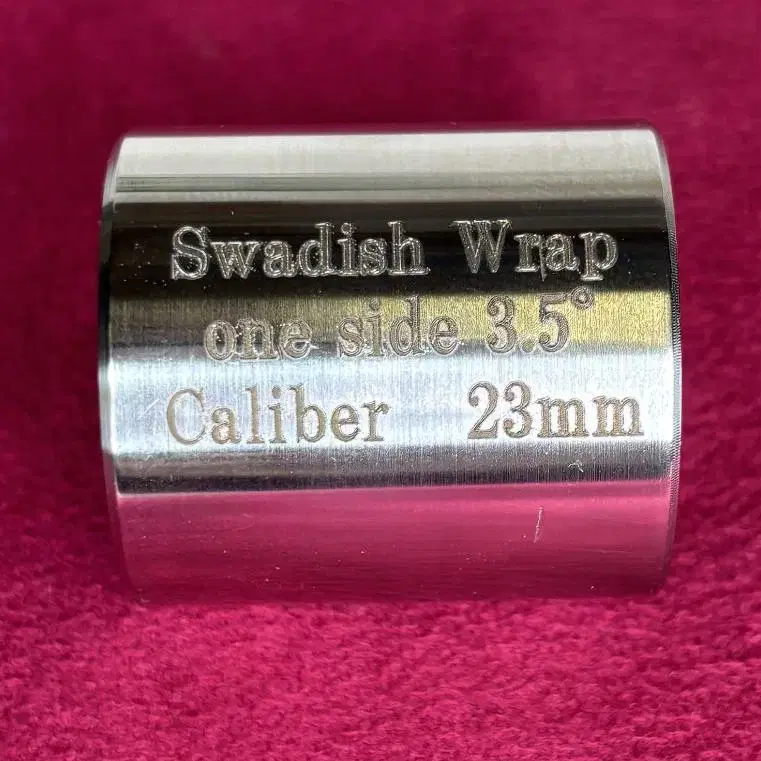 Swadish Wrap
one side 3.5°
Caliber 23mm